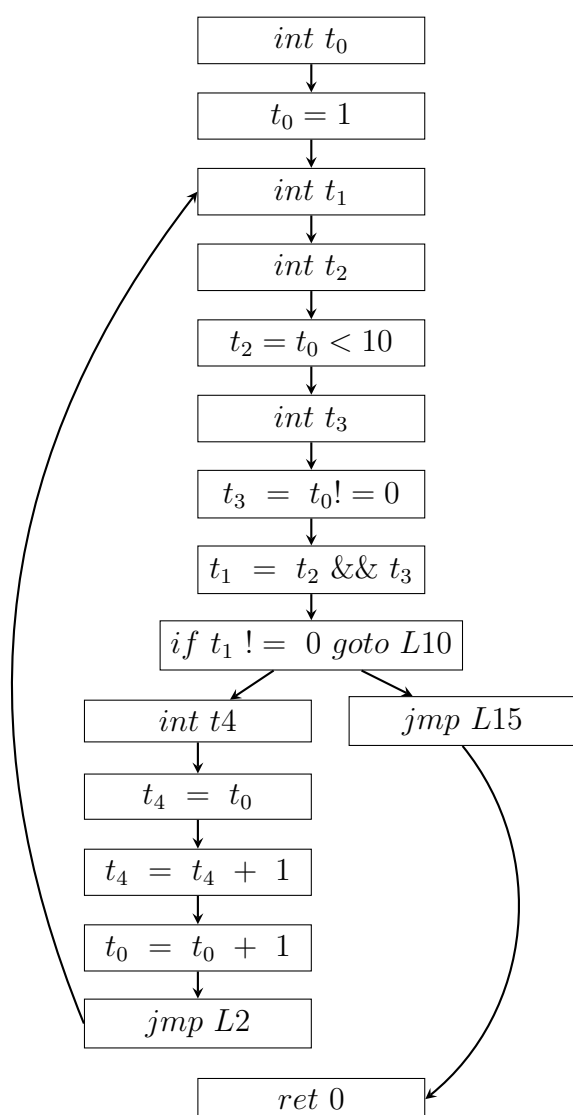 int t₀
t₀ = 1
int t₁
int t₂
t₂ = t₀ < 10
int t₃
t₃ = t₀! = 0
t₁ = t₂ && t₃
if t₁ ! = 0 goto L10
int t4
jmp L15
t₄ = t₀
t₄ = t₄ + 1
t₀ = t₀ + 1
jmp L2
ret 0